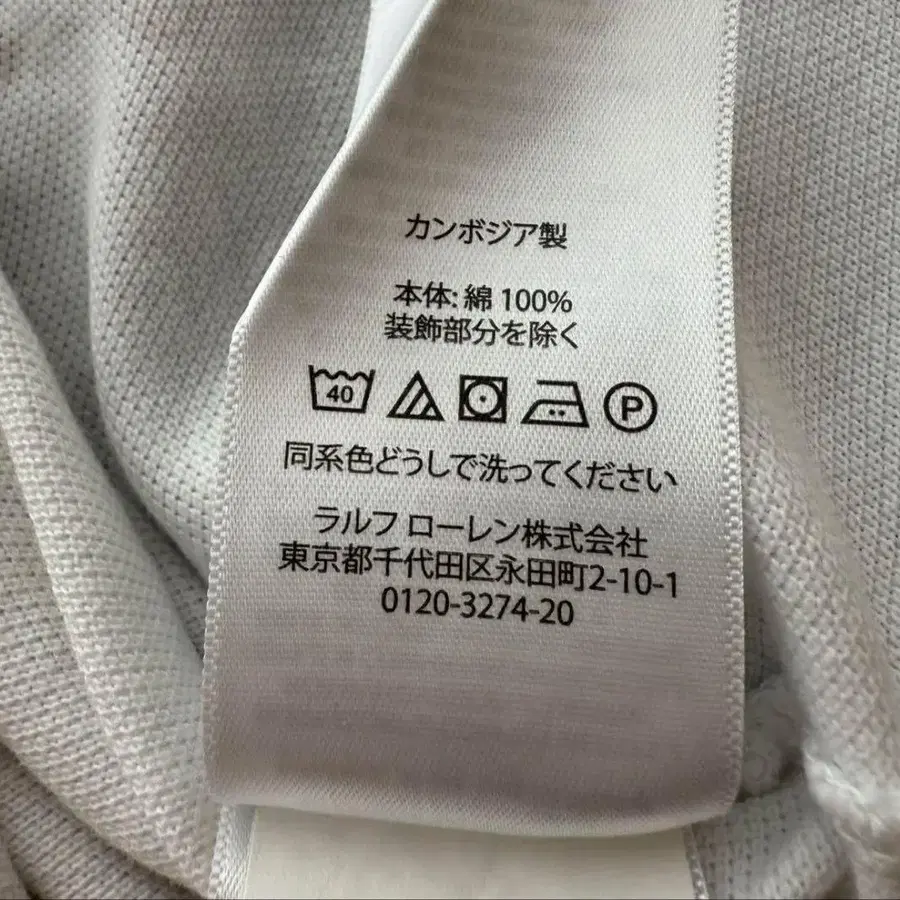 カンボジア製
本体: 綿 100%
装飾部分を除く
40 P
同系色どうしで洗ってください
ラルフ ローレン株式会社
東京都千代田区永田町2-10-1
0120-3274-20